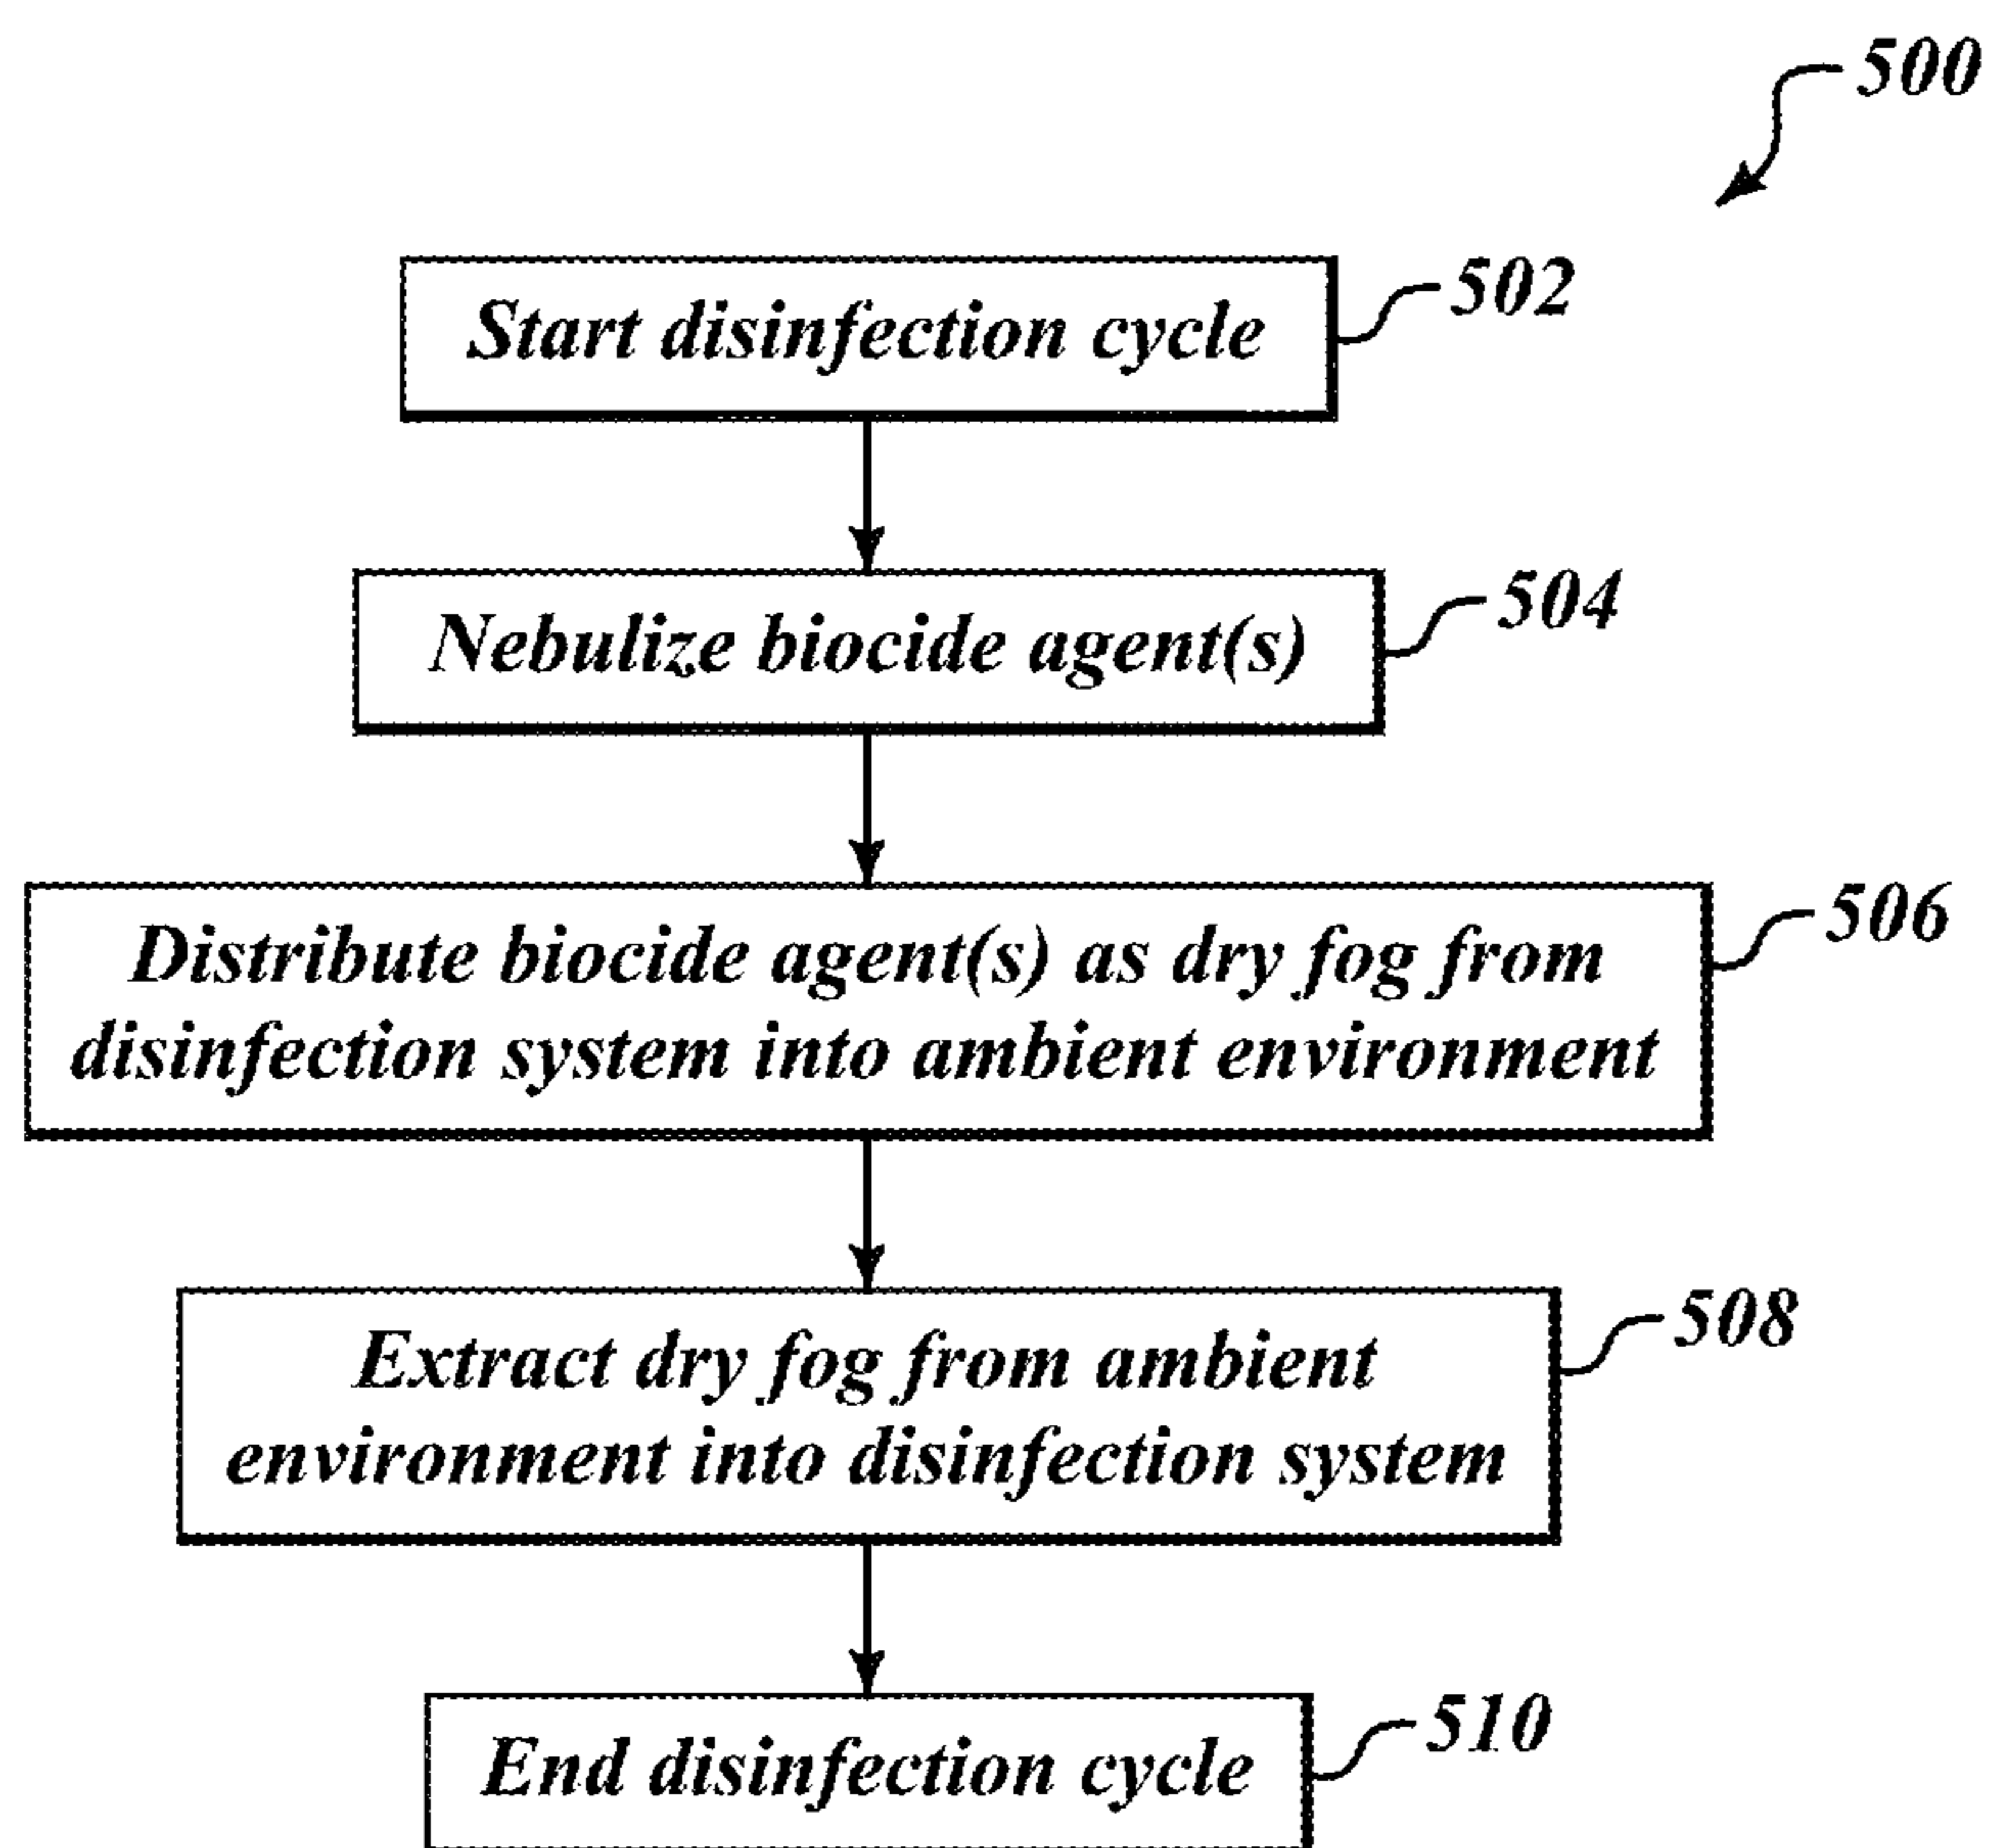 500
Start disinfection cycle
502
Nebulize biocide agent(s)
504
Distribute biocide agent(s) as dry fog from
disinfection system into ambient environment
506
Extract dry fog from ambient
environment into disinfection system
508
End disinfection cycle
510